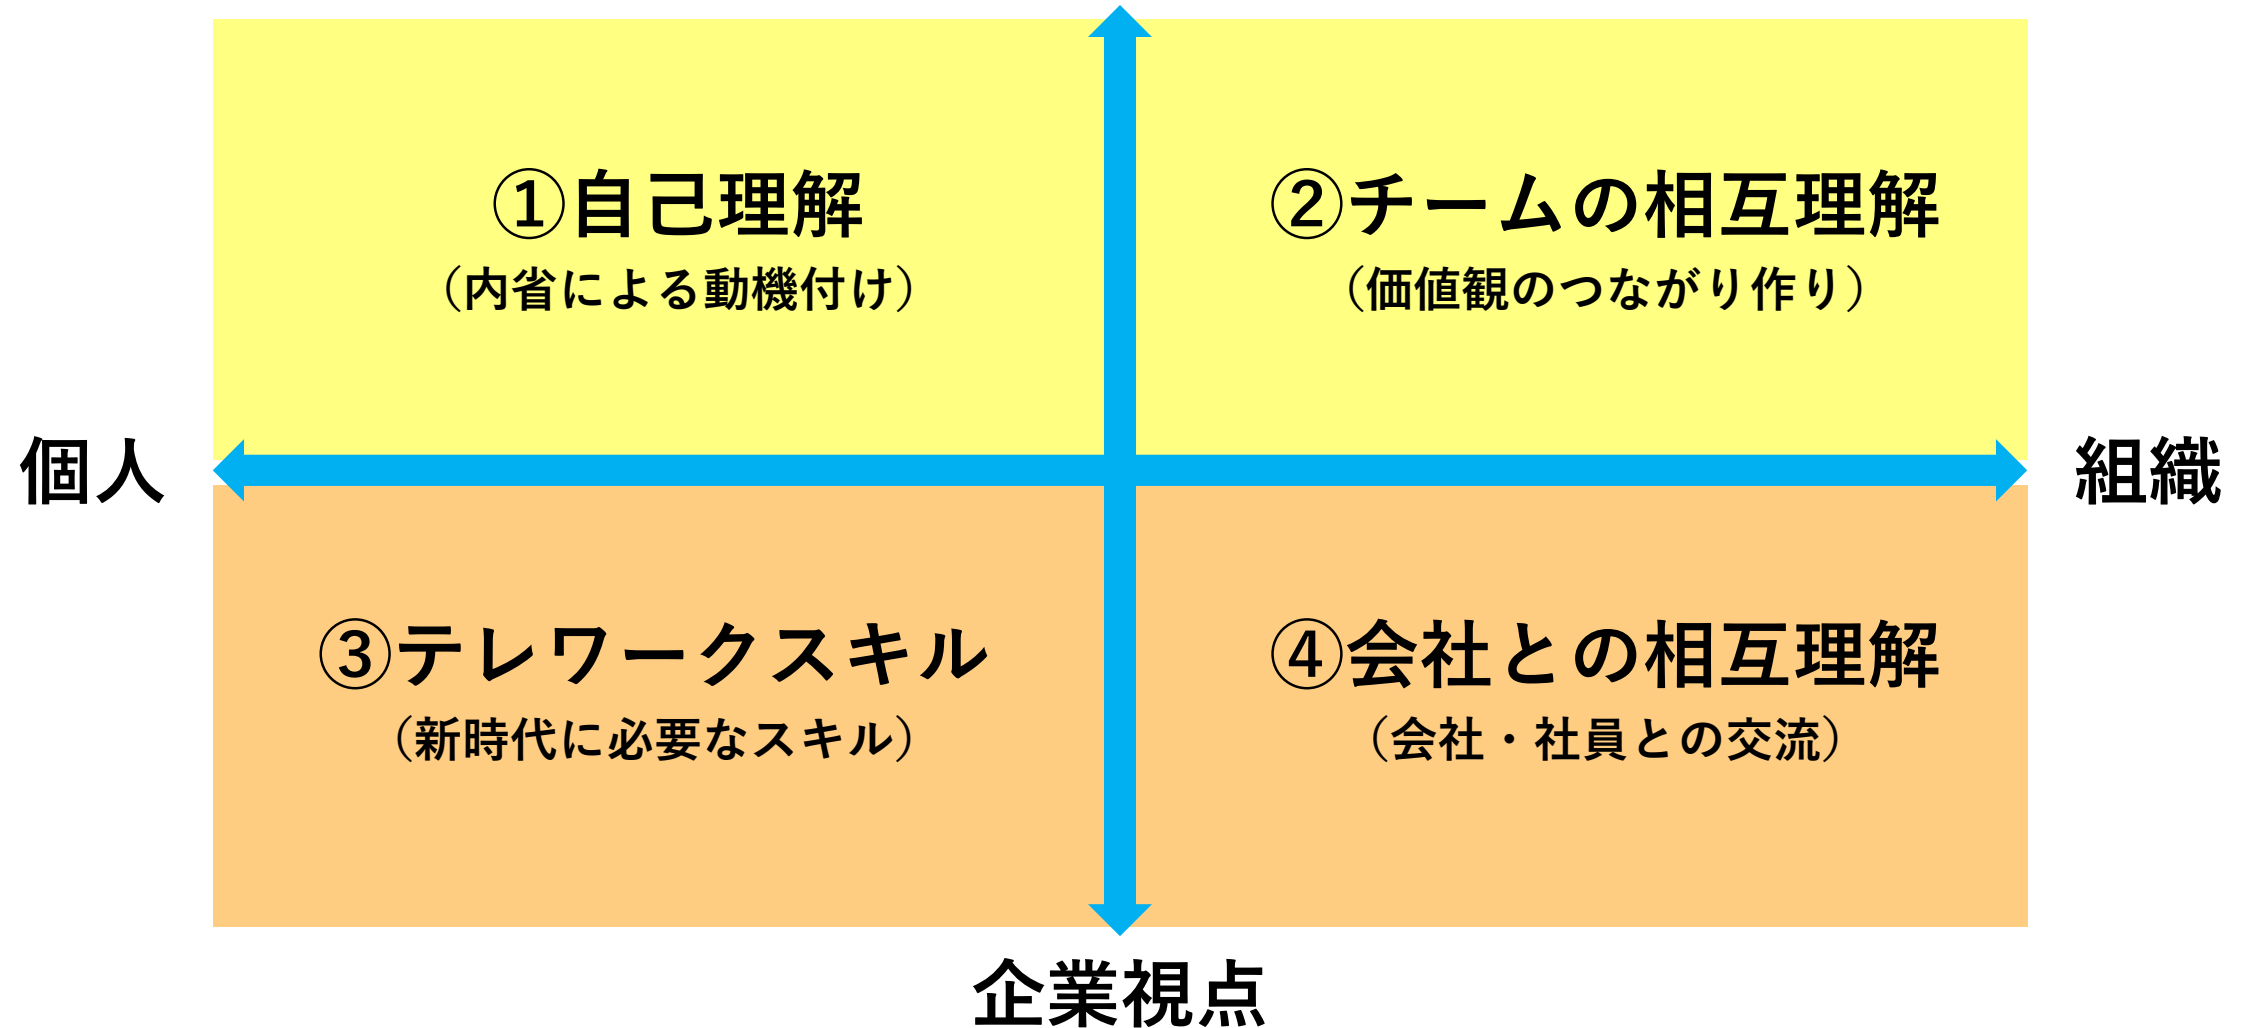 ①自己理解
(内省による動機付け)
②チームの相互理解
(価値観のつながり作り)
個人
組織
③テレワークスキル
(新時代に必要なスキル)
④会社との相互理解
(会社・社員との交流)
企業視点